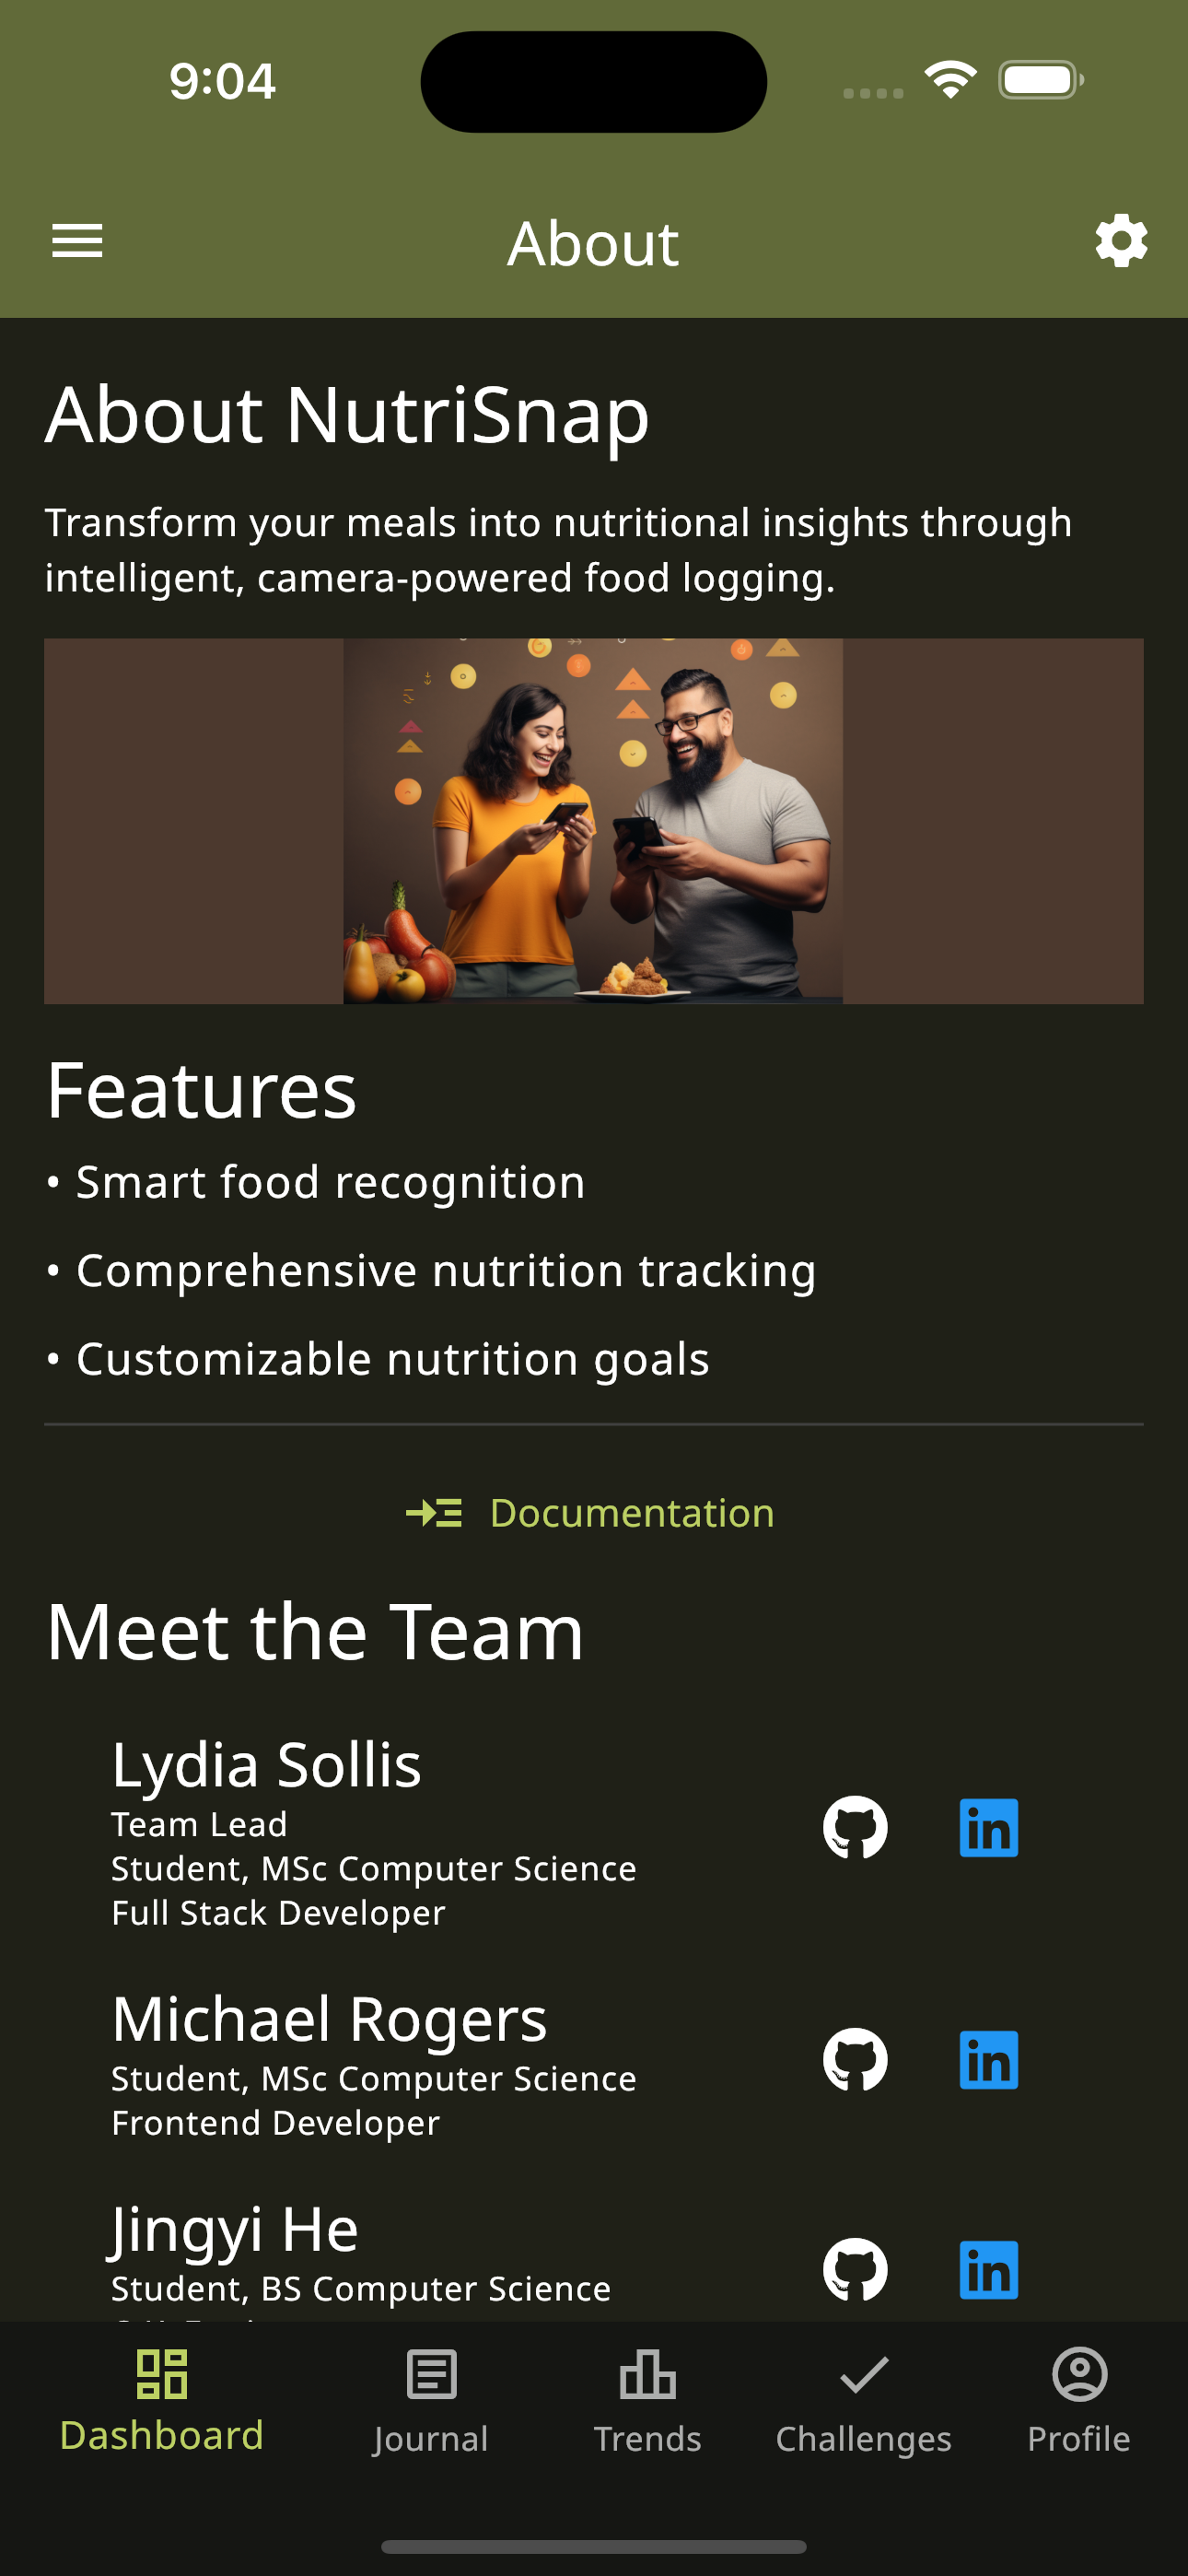 9:04
About
About NutriSnap
Transform your meals into nutritional insights through
intelligent, camera-powered food logging.
Features
• Smart food recognition
• Comprehensive nutrition tracking
• Customizable nutrition goals
Documentation
Meet the Team
Lydia Sollis
Team Lead
Student, MSc Computer Science
Full Stack Developer
in
Michael Rogers
Student, MSc Computer Science
Frontend Developer
in
Jingyi He
Student, BS Computer Science
in
Dashboard
Journal
Trends
Challenges
Profile